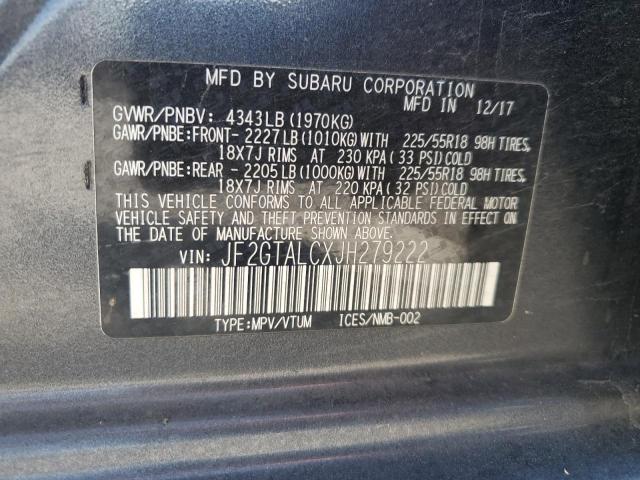 MFD BY SUBARU CORPORATION
MFD IN 12/17
GVWR/PNBV: 4343LB(1970KG)
GAWR/PNBE:FRONT-2227LB(1010KG)WITH 225/55R18 98H TIRES,
18X7J RIMS AT 230 KPA(33 PSI)COLD
GAWR/PNBE:REAR -2205LB(1000KG)WITH 225/55R18 98H TIRES,
18X7J RIMS AT 220 KPA(32 PSI)COLD
THIS VEHICLE CONFORMS TO ALL APPLICABLE FEDERAL MOTOR
VEHICLE SAFETY AND THEFT PREVENTION STANDARDS IN EFFECT ON
THE DATE OF MANUFACTURE SHOWN ABOVE.
VIN: JF2GTALCXJH279222
TYPE:MPV/VTUM ICES/NMB-002